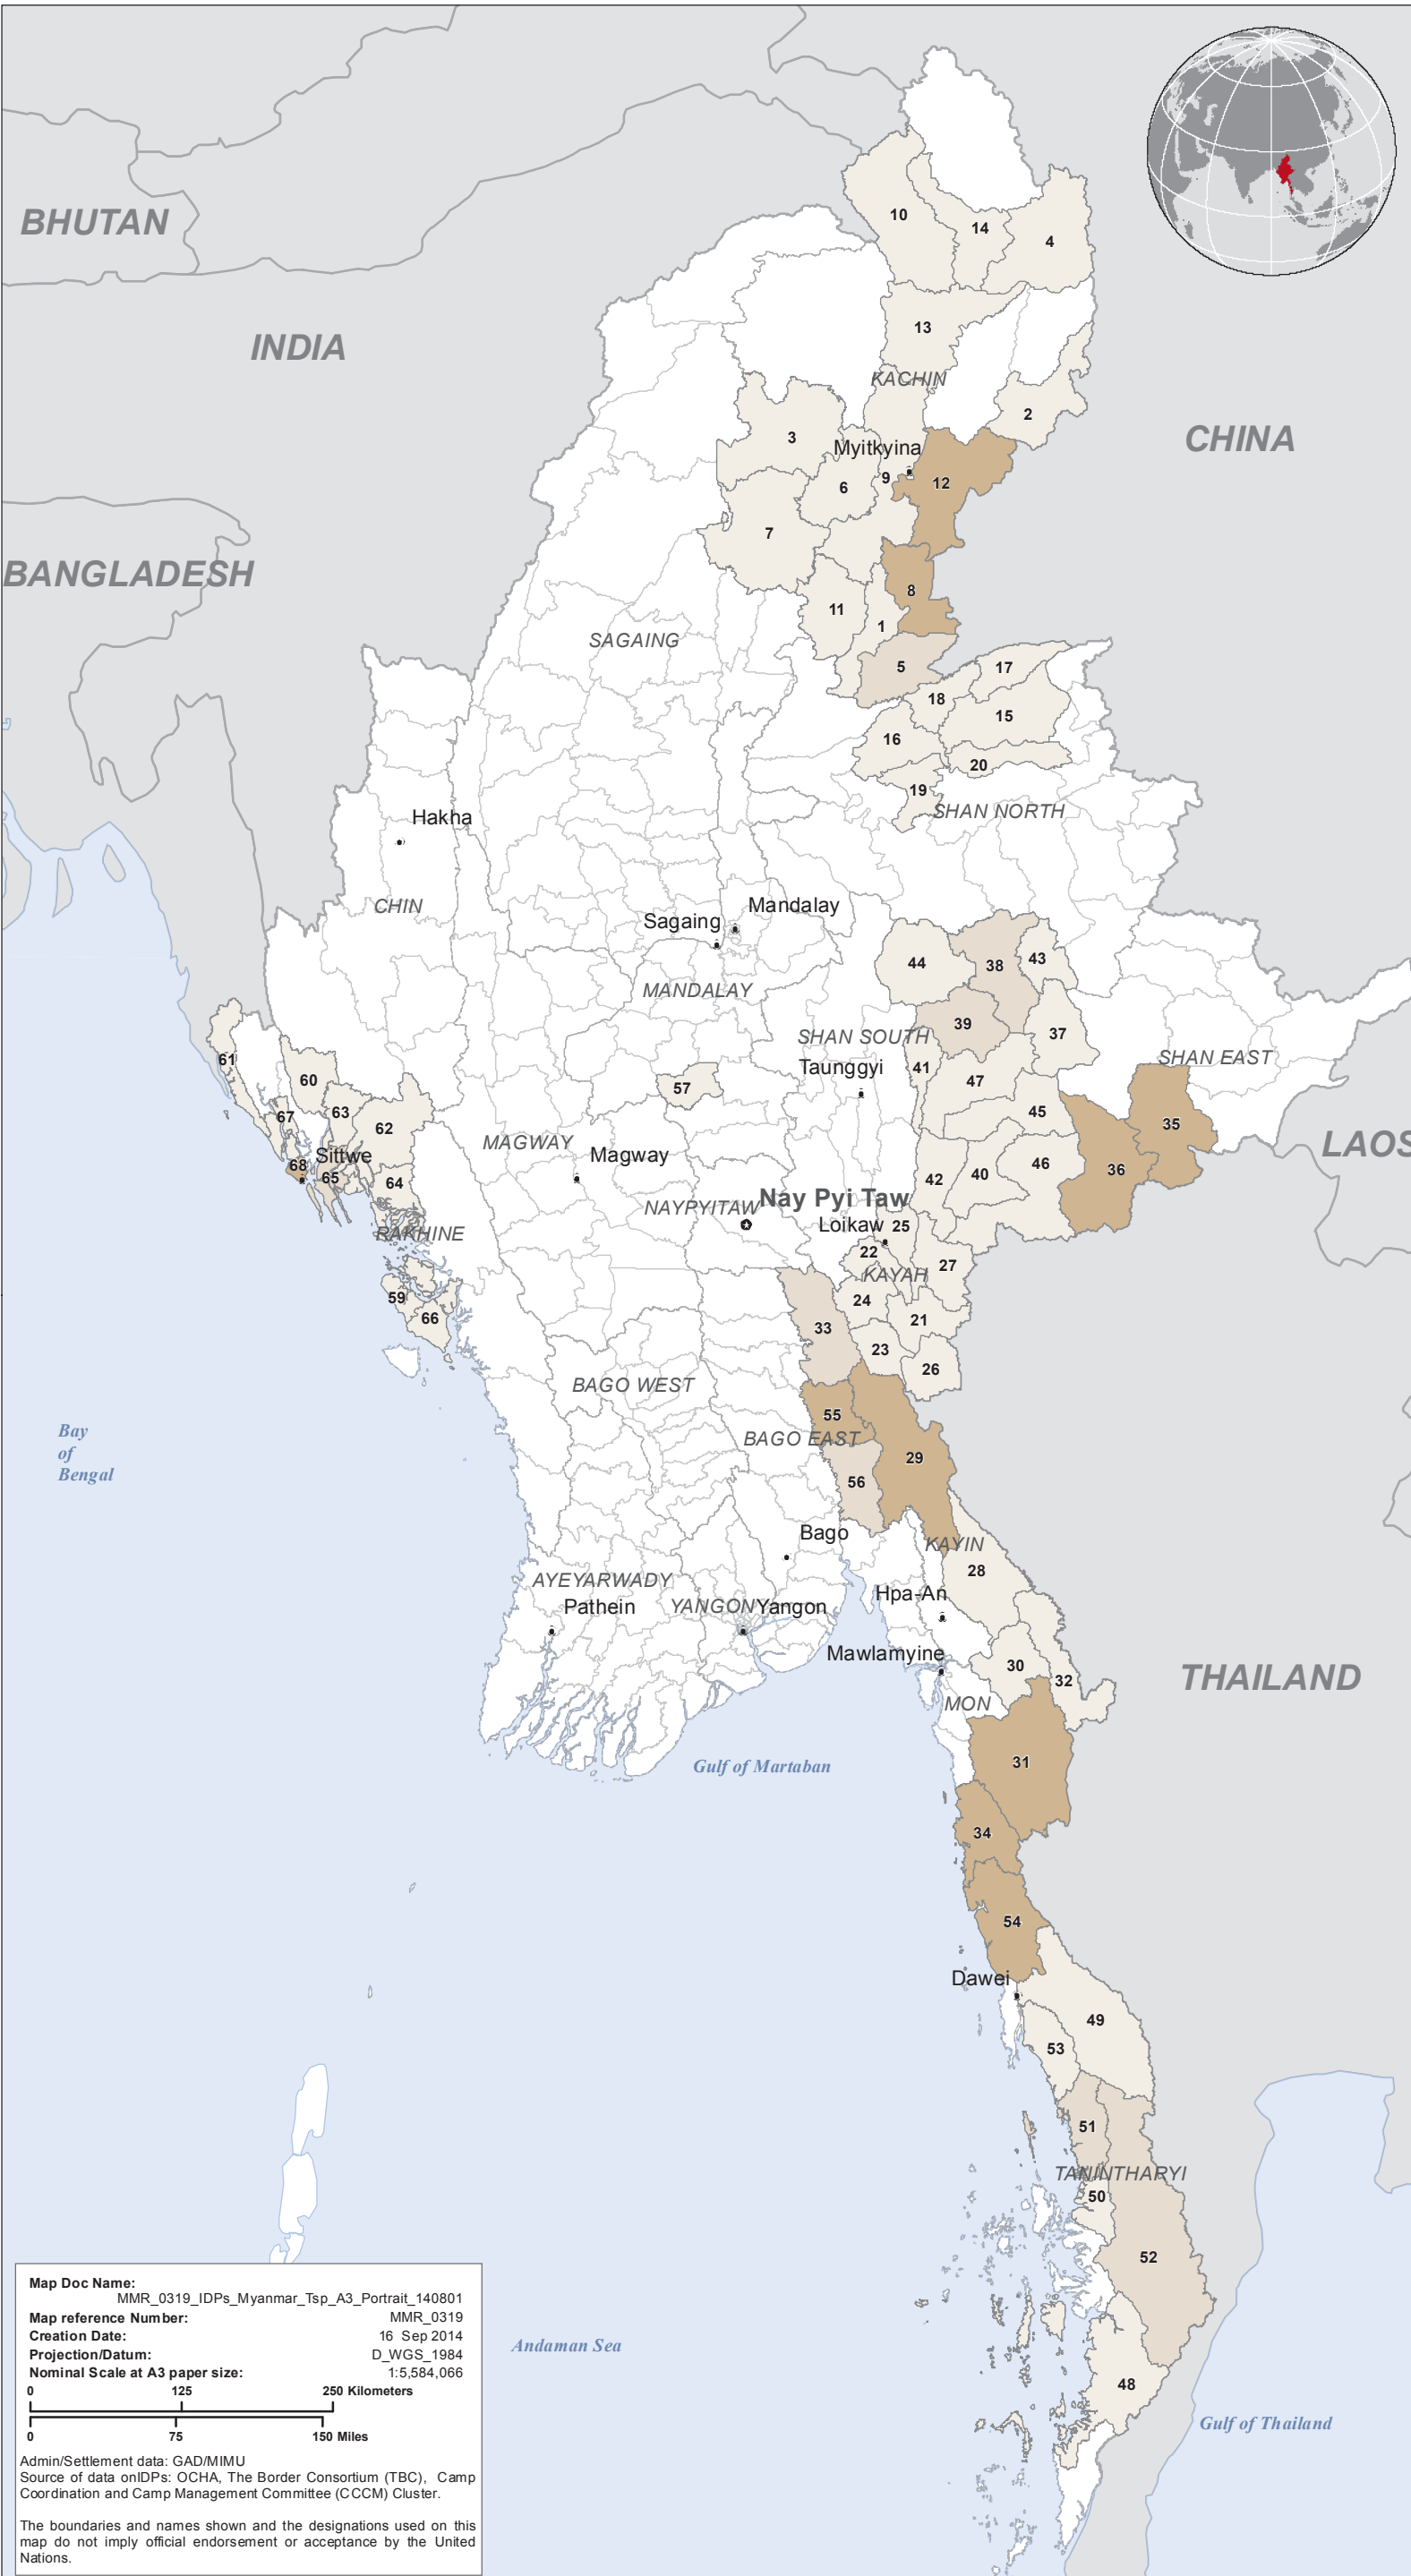 10
14
4
BHUTAN
13
INDIA
KACHIN
2
3
CHINA
Myitkyina
9
12
6
7
BANGLADESH
8
11
1
SAGAING
5
17
18
15
16
20
19
SHAN NORTH
Hakha
CHIN
Mandalay
Sagaing
44
38
43
MANDALAY
39
SHAN SOUTH
37
61
SHAN EAST
41
Taunggyi
60
47
57
63
67
45
62
35
MAGWAY
LAOS
Magway
Sittwe
68
46
36
65
40
42
64
Nay Pyi Taw
NAYPYITAW
Loikaw
25
RAKHINE
22
27
KAYAH
59
24
66
21
33
23
26
BAGO WEST
55
Bay
of
Bengal
BAGO EAST
29
56
Bago
KAYIN
28
AYEYARWADY
Hpa-An
Pathein
YANGON
Yangon
Mawlamyine
30
32
THAILAND
MON
31
Gulf of Martaban
34
54
Dawei
49
53
51
TANINTHARYI
50
52
Andaman Sea
48
Gulf of Thailand
Map Doc Name:
MMR_0319_IDPs_Myanmar_Tsp_A3_Portrait_140801
Map reference Number: MMR_0319
Creation Date: 16 Sep 2014
Projection/Datum: D_WGS_1984
Nominal Scale at A3 paper size: 1:5,584,066
0 125 250 Kilometers
0 75 150 Miles
Admin/Settlement data: GAD/MIMU
Source of data onIDPs: OCHA, The Border Consortium (TBC), Camp
Coordination and Camp Management Committee (CCCM) Cluster.
The boundaries and names shown and the designations used on this
map do not imply official endorsement or acceptance by the United
Nations.